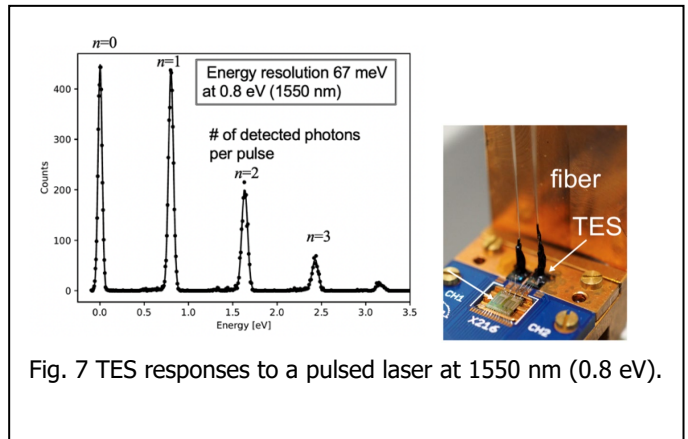 n=0
n=1
Energy resolution 67 meV
at 0.8 eV (1550 nm)
# of detected photons
per pulse
n=2
n=3
400
300
200
100
0
Counts
0.0 0.5 1.0 1.5 2.0 2.5 3.0 3.5
Energy [eV]
fiber
TES
CH1
X216
CH2
Fig. 7 TES responses to a pulsed laser at 1550 nm (0.8 eV).